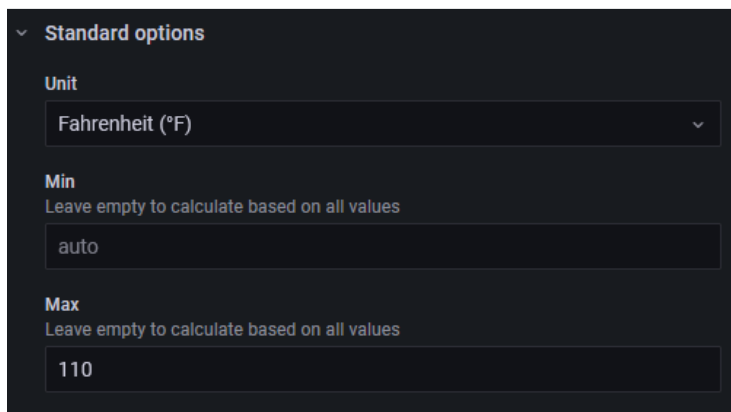 Standard options
Unit
Fahrenheit (°F)
Min
Leave empty to calculate based on all values
auto
Max
Leave empty to calculate based on all values
110